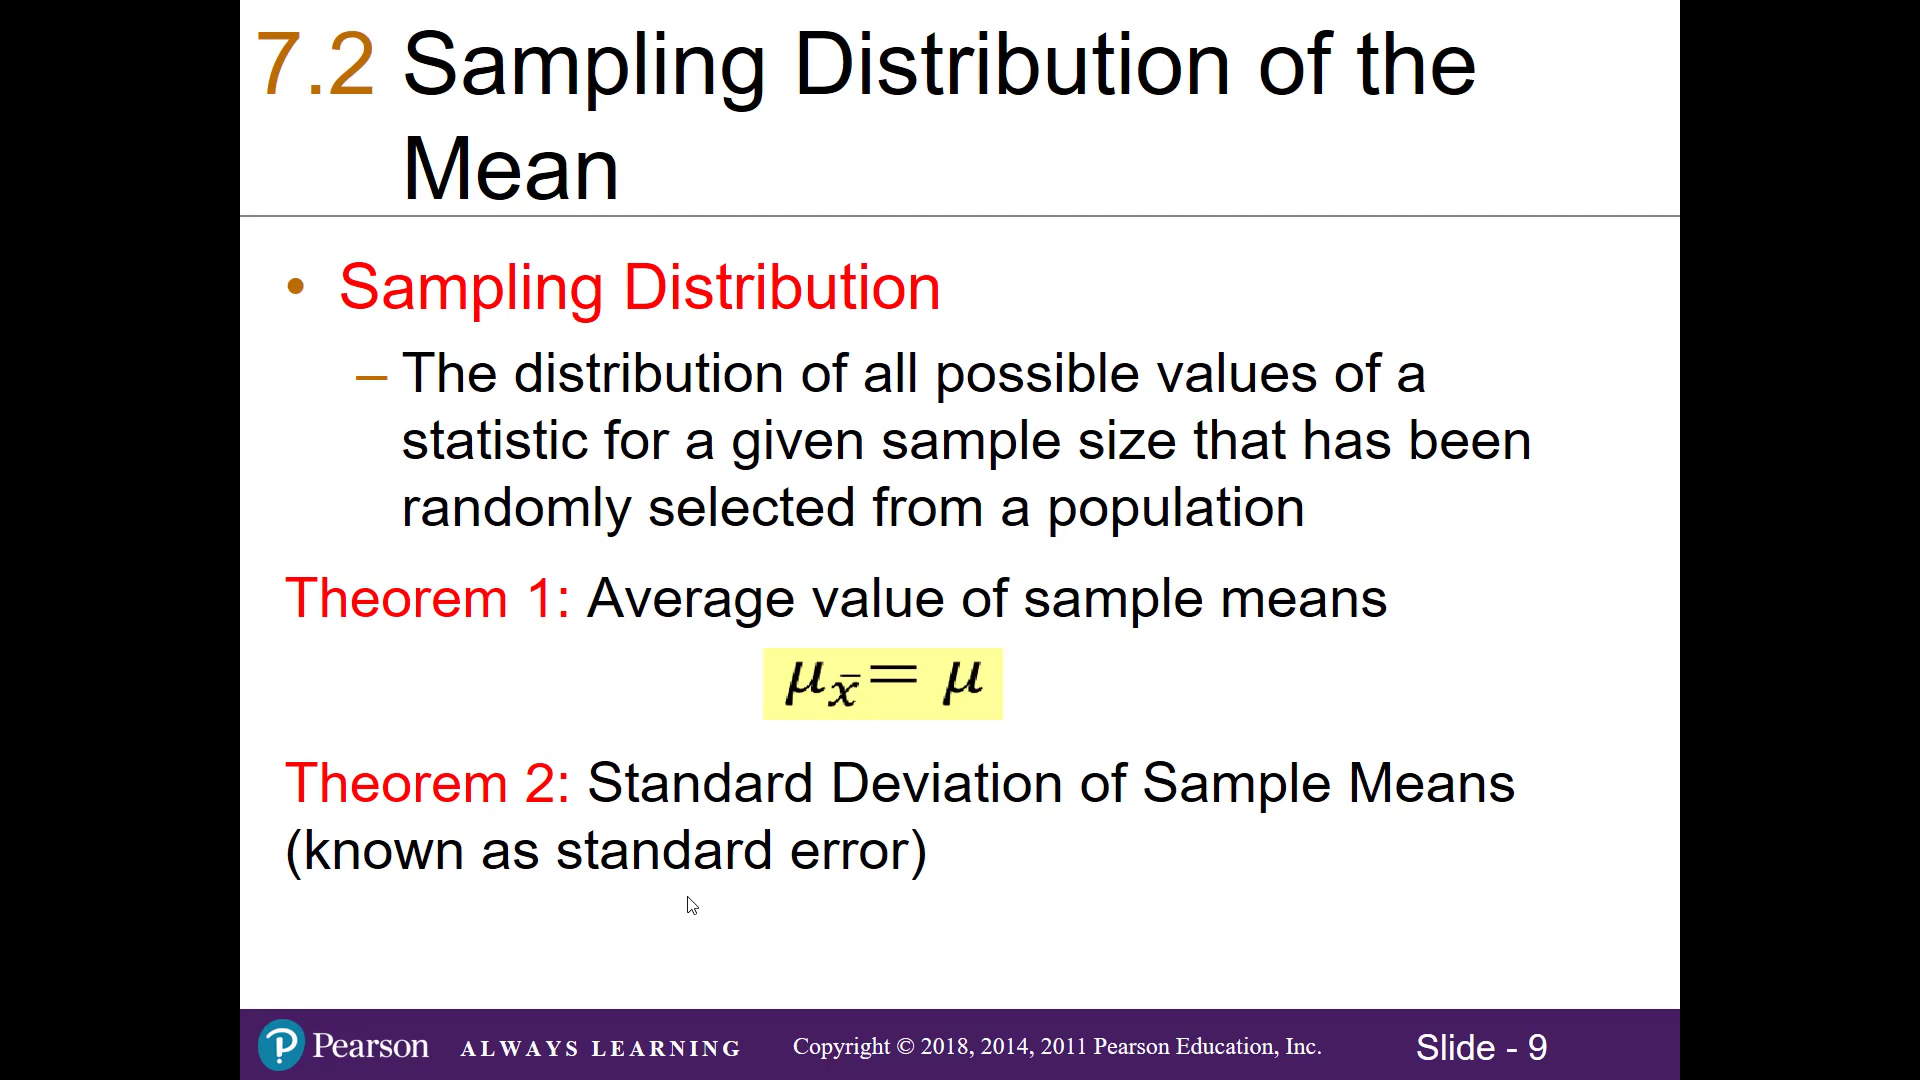 7.2 Sampling Distribution of the
Mean
• Sampling Distribution
– The distribution of all possible values of a
statistic for a given sample size that has been
randomly selected from a population
Theorem 1: Average value of sample means
μx̄ = μ
Theorem 2: Standard Deviation of Sample Means
(known as standard error)
Pearson ALWAYS LEARNING Copyright © 2018, 2014, 2011 Pearson Education, Inc. Slide - 9